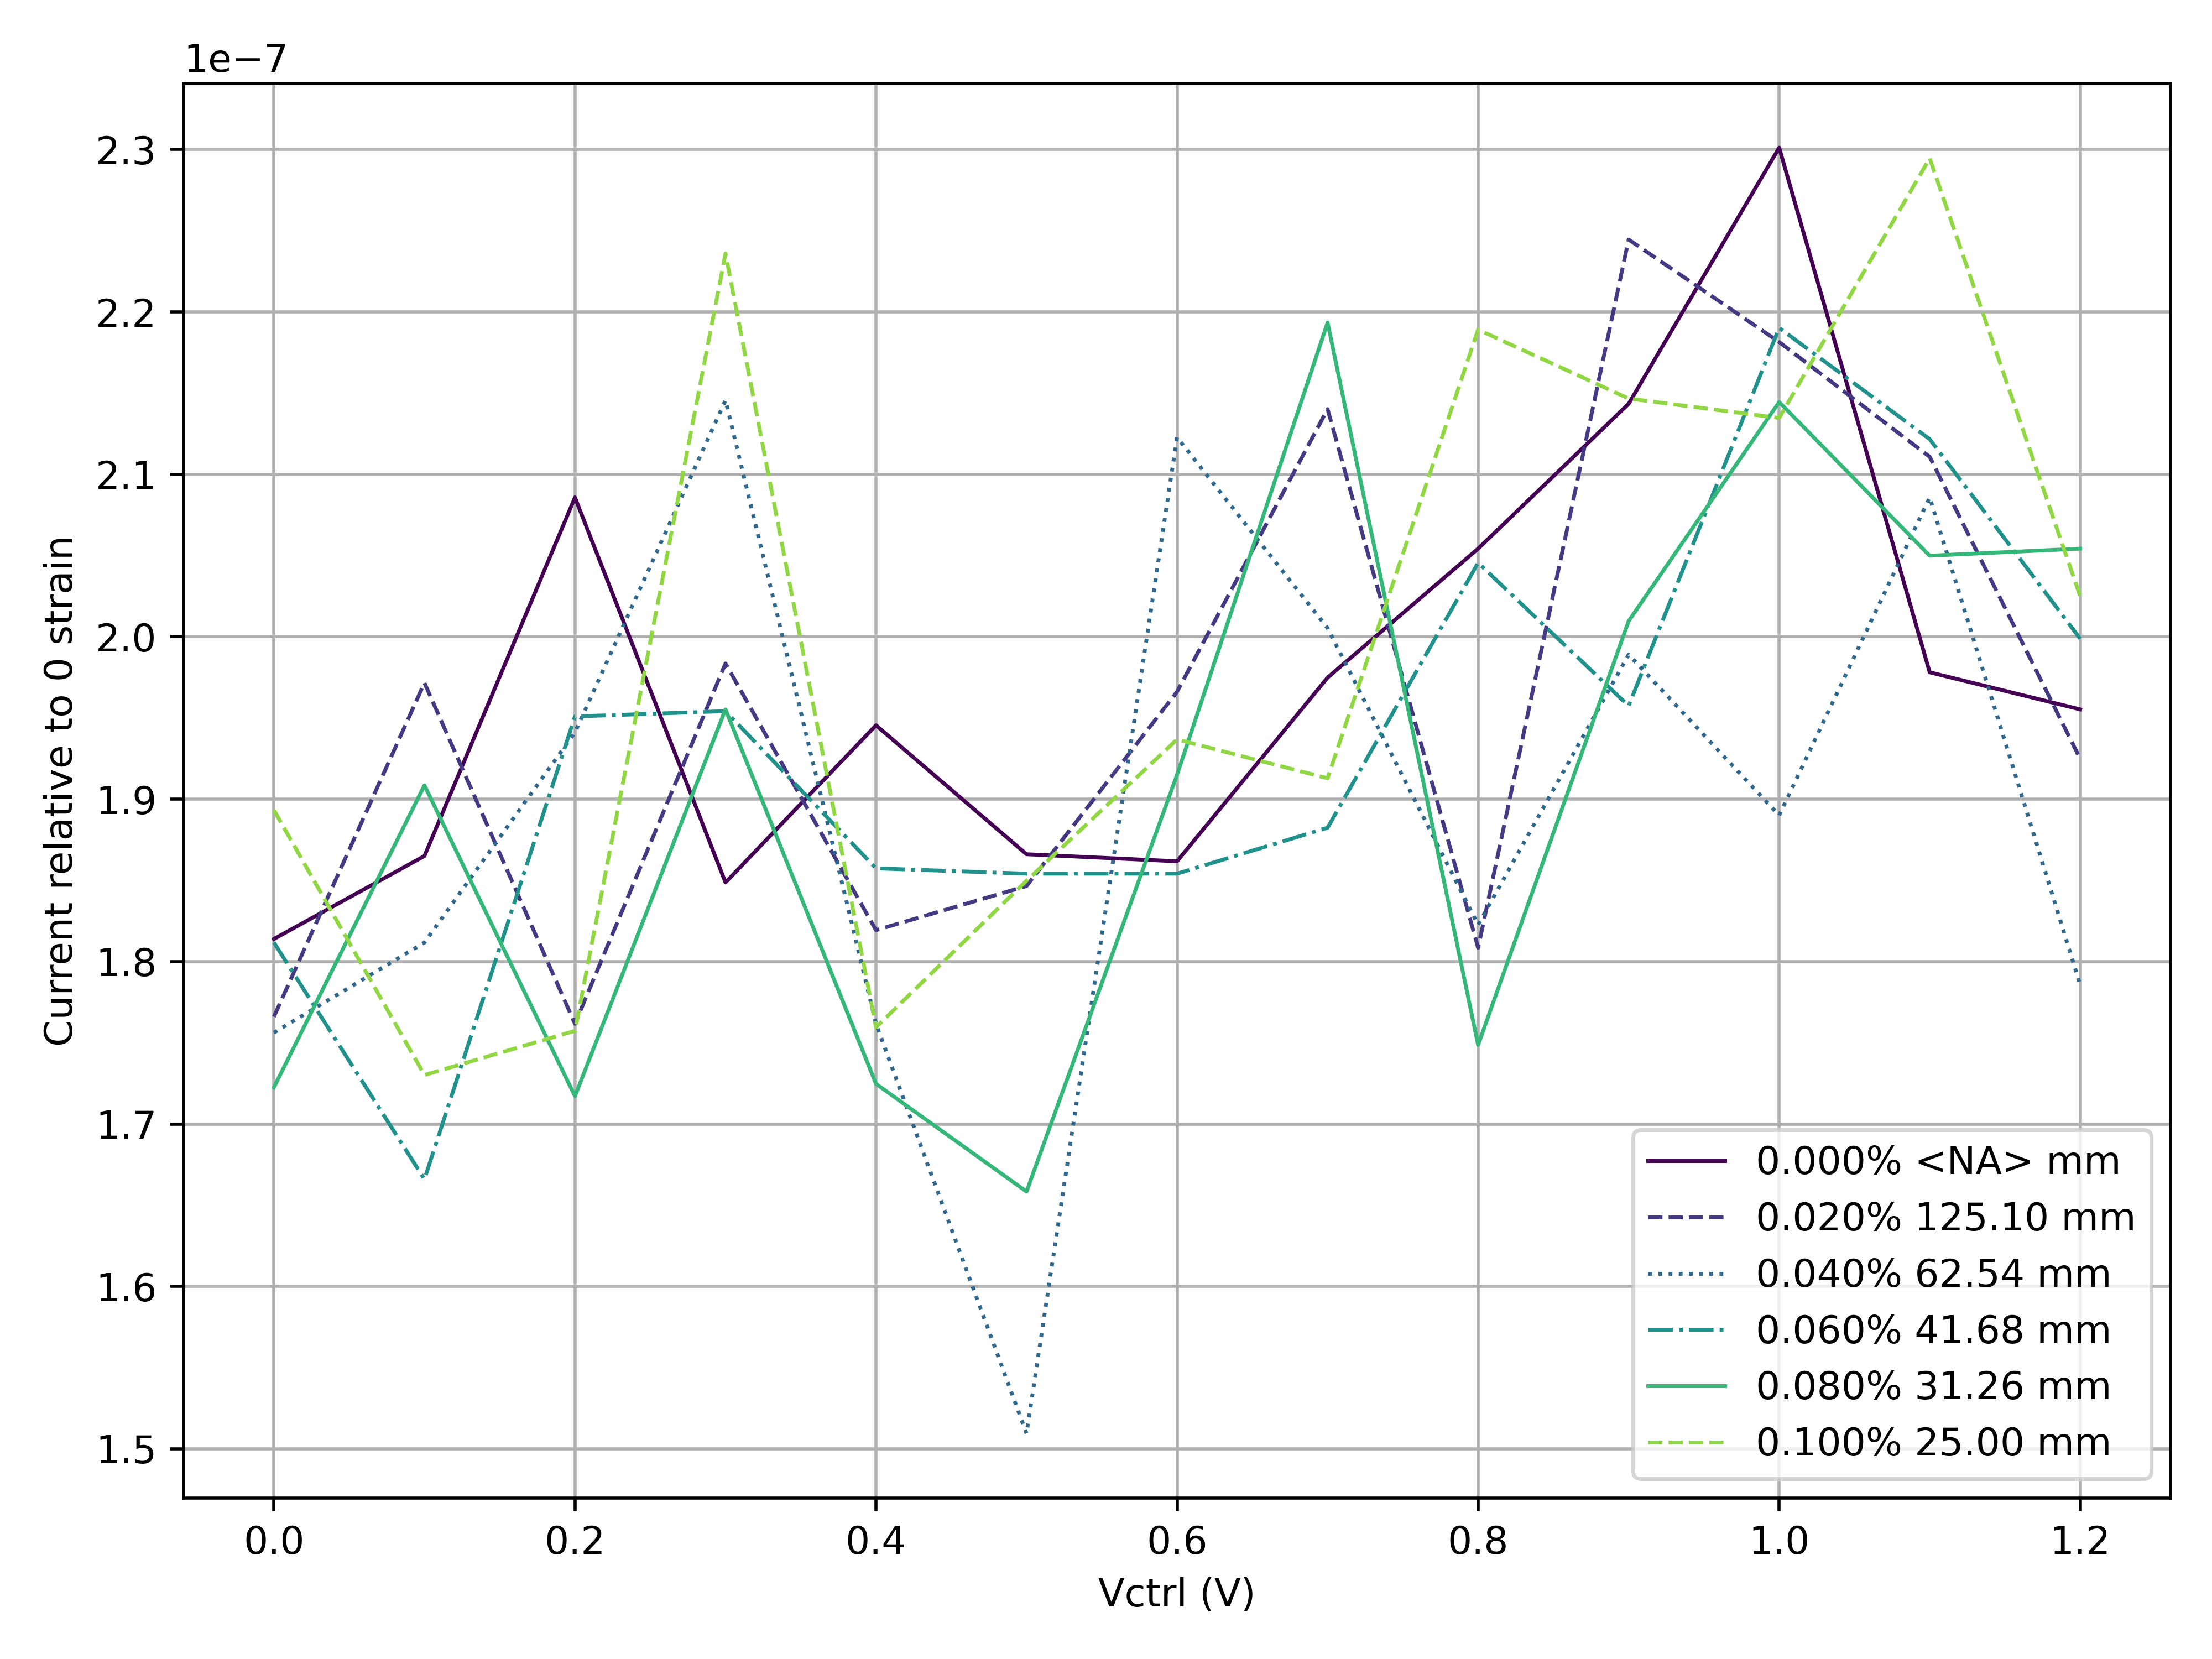 1e−7
2.3
2.2
2.1
2.0
1.9
1.8
1.7
1.6
1.5
Current relative to 0 strain
0.0 0.2 0.4 0.6 0.8 1.0 1.2
Vctrl (V)
0.000% <NA> mm
0.020% 125.10 mm
0.040% 62.54 mm
0.060% 41.68 mm
0.080% 31.26 mm
0.100% 25.00 mm